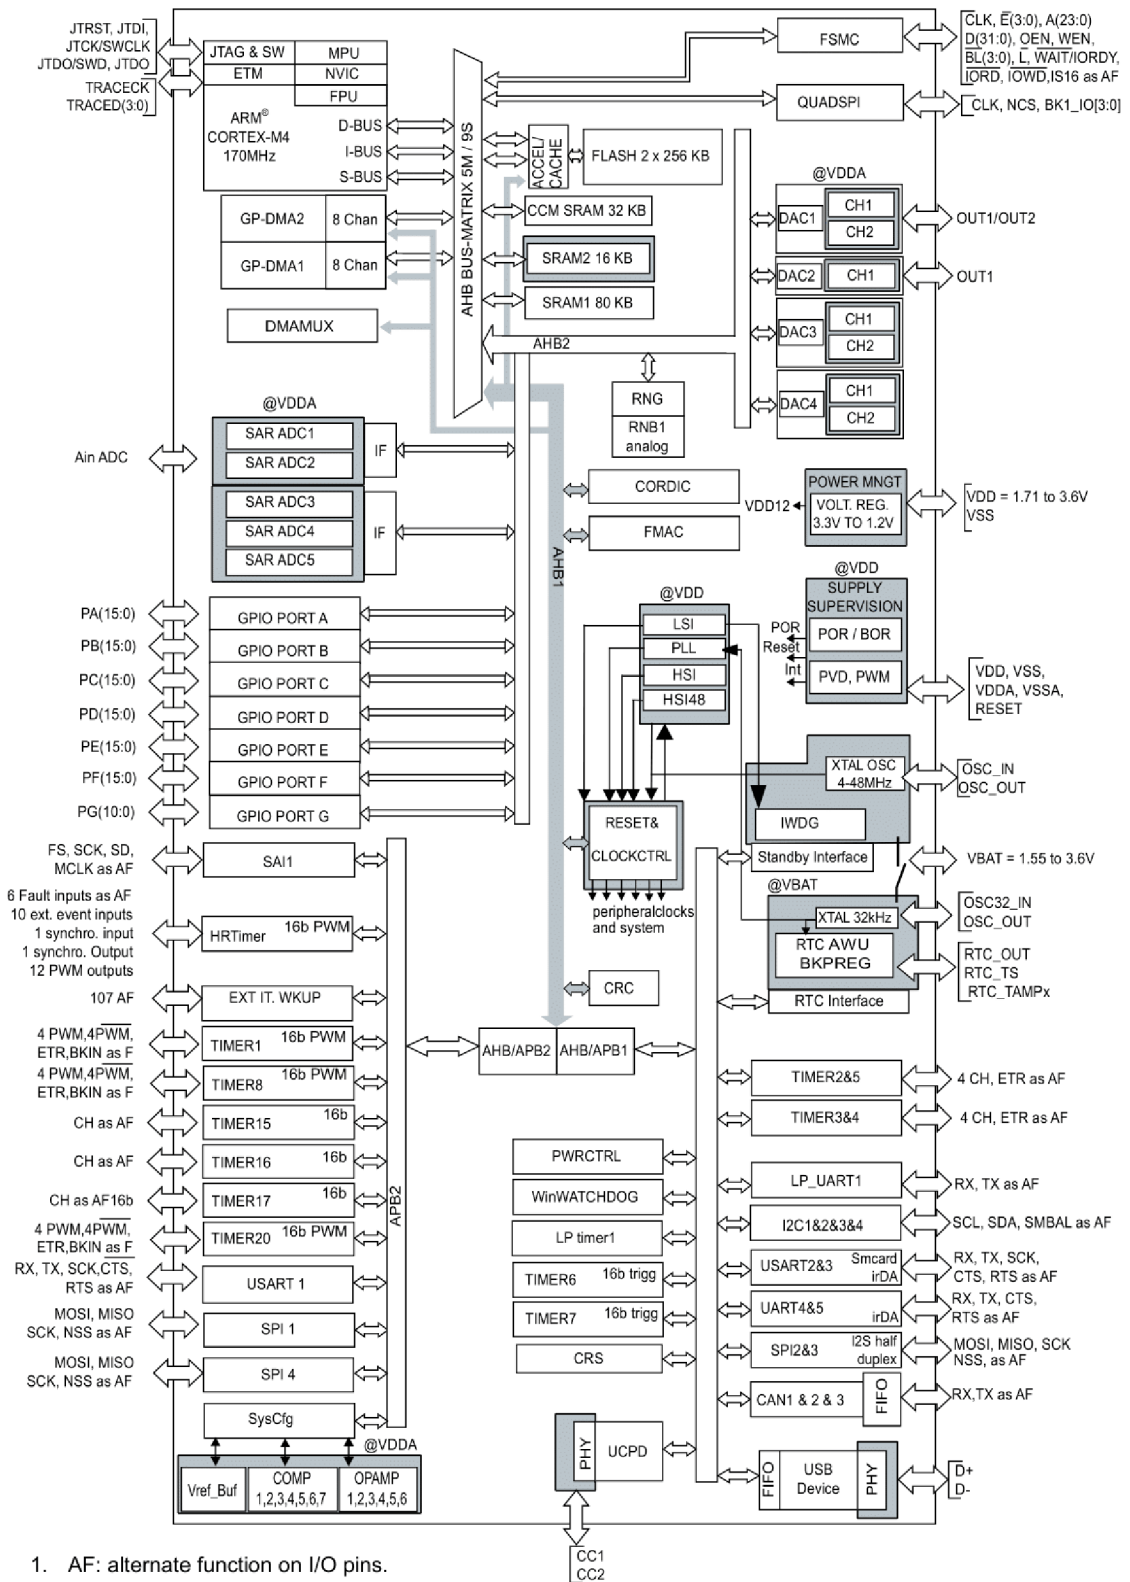 JTRST, JTDI,
JTCK/SWCLK
JTDO/SWD, JTDO
TRACECK
TRACED(3:0)
JTAG & SW
MPU
ETM
NVIC
FPU
ARM®
CORTEX-M4
170MHz
D-BUS
I-BUS
S-BUS
GP-DMA2
8 Chan
GP-DMA1
8 Chan
DMAMUX
AHB BUS-MATRIX 5M / 9S
ACCEL/
CACHE
FLASH 2 x 256 KB
CCM SRAM 32 KB
SRAM2 16 KB
SRAM1 80 KB
AHB2
RNG
RNB1
analog
FSMC
CLK, E(3:0), A(23:0)
D(31:0), OEN, WEN,
BL(3:0), L, WAIT/IORDY,
IORD, IOWD,IS16 as AF
QUADSPI
CLK, NCS, BK1_IO[3:0]
@VDDA
DAC1
CH1
CH2
OUT1/OUT2
DAC2
CH1
OUT1
DAC3
CH1
CH2
DAC4
CH1
CH2
@VDDA
Ain ADC
SAR ADC1
SAR ADC2
IF
SAR ADC3
SAR ADC4
SAR ADC5
IF
CORDIC
FMAC
AHB1
POWER MNGT
VDD12
VOLT. REG.
3.3V TO 1.2V
VDD = 1.71 to 3.6V
VSS
@VDD
SUPPLY
SUPERVISION
POR
Reset
Int
POR / BOR
PVD, PWM
VDD, VSS,
VDDA, VSSA,
RESET
@VDD
LSI
PLL
HSI
HSI48
PA(15:0)
GPIO PORT A
PB(15:0)
GPIO PORT B
PC(15:0)
GPIO PORT C
PD(15:0)
GPIO PORT D
PE(15:0)
GPIO PORT E
PF(15:0)
GPIO PORT F
PG(10:0)
GPIO PORT G
XTAL OSC
4-48MHz
OSC_IN
OSC_OUT
IWDG
Standby Interface
VBAT = 1.55 to 3.6V
RESET&
CLOCKCTRL
peripheralclocks
and system
@VBAT
XTAL 32kHz
OSC32_IN
OSC_OUT
RTC AWU
BKPREG
RTC_OUT
RTC_TS
RTC_TAMPx
RTC Interface
FS, SCK, SD,
MCLK as AF
SAI1
6 Fault inputs as AF
10 ext. event inputs
1 synchro. input
1 synchro. Output
12 PWM outputs
HRTimer
16b PWM
107 AF
EXT IT. WKUP
4 PWM,4PWM,
ETR,BKIN as F
TIMER1
16b PWM
4 PWM,4PWM,
ETR,BKIN as F
TIMER8
16b PWM
CH as AF
TIMER15
16b
CH as AF
TIMER16
16b
CH as AF16b
TIMER17
16b
4 PWM,4PWM,
ETR,BKIN as F
TIMER20
16b PWM
RX, TX, SCK,CTS,
RTS as AF
USART 1
MOSI, MISO
SCK, NSS as AF
SPI 1
MOSI, MISO
SCK, NSS as AF
SPI 4
SysCfg
@VDDA
Vref_Buf
COMP
1,2,3,4,5,6,7
OPAMP
1,2,3,4,5,6
APB2
CRC
AHB/APB2
AHB/APB1
PWRCTRL
WinWATCHDOG
LP timer1
TIMER6
16b trigg
TIMER7
16b trigg
CRS
PHY
UCPD
CC1
CC2
TIMER2&5
4 CH, ETR as AF
TIMER3&4
4 CH, ETR as AF
LP_UART1
RX, TX as AF
I2C1&2&3&4
SCL, SDA, SMBAL as AF
USART2&3
Smcard
irDA
RX, TX, SCK,
CTS, RTS as AF
UART4&5
irDA
RX, TX, CTS,
RTS as AF
SPI2&3
I2S half
duplex
MOSI, MISO, SCK
NSS, as AF
CAN1 & 2 & 3
FIFO
RX,TX as AF
FIFO
USB
Device
PHY
D+
D-
1. AF: alternate function on I/O pins.